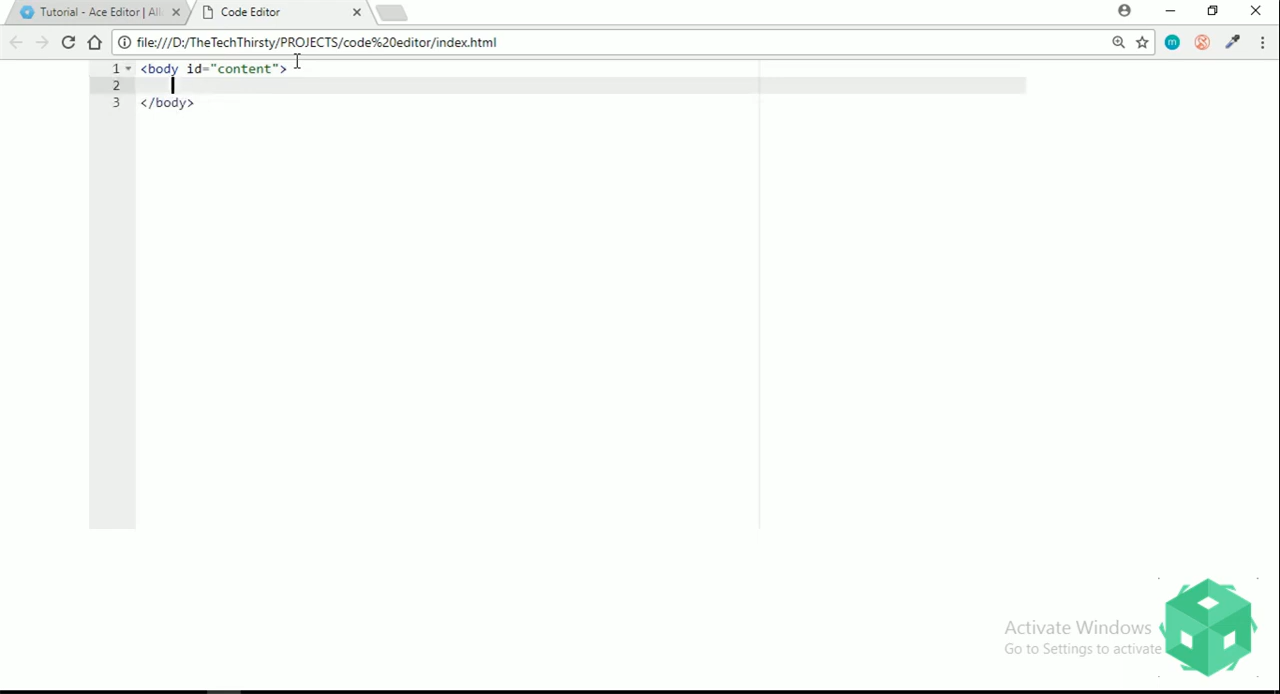 Tutorial - Ace Editor | All
Code Editor
file:///D:/TheTechThirsty/PROJECTS/code%20editor/index.html
m
1 <body id="content">
2
3 </body>
Activate Windows
Go to Settings to activate